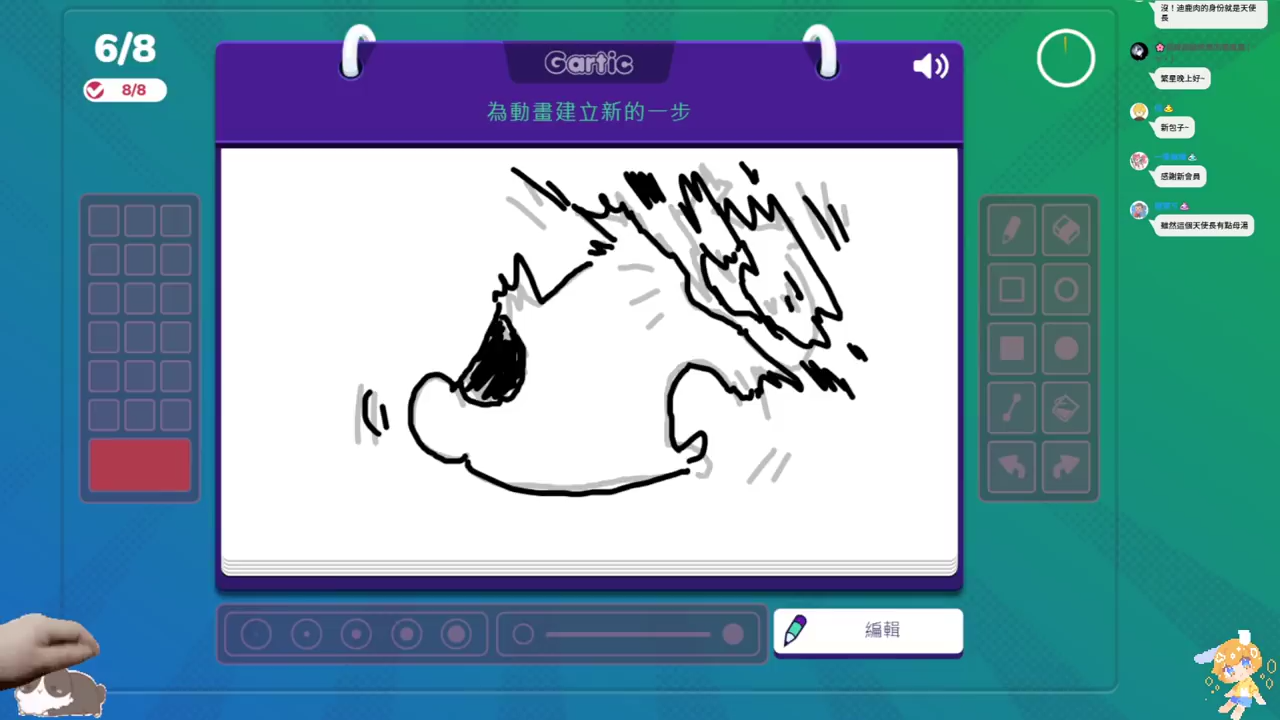 6/8
8/8
Gartic
為動畫建立新的一步
編輯
沒！迪鹿肉的身份就是天使
長
繁星晚上好~
新包子~
感謝新會員
雖然這個天使長有點母湯